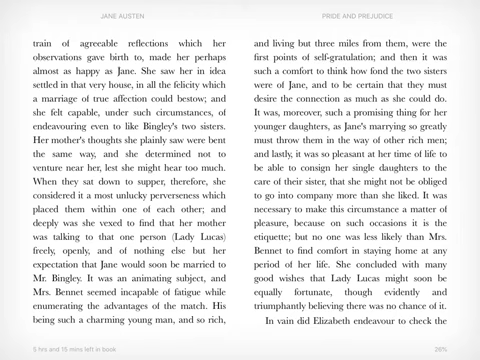 JANE AUSTEN
train of agreeable reflections which her
observations gave birth to, made her perhaps
almost as happy as Jane. She saw her in idea
settled in that very house, in all the felicity which
a marriage of true affection could bestow; and
she felt capable, under such circumstances, of
endeavouring even to like Bingley's two sisters.
Her mother's thoughts she plainly saw were bent
the same way, and she determined not to
venture near her, lest she might hear too much.
When they sat down to supper, therefore, she
considered it a most unlucky perverseness which
placed them within one of each other; and
deeply was she vexed to find that her mother
was talking to that one person (Lady Lucas)
freely, openly, and of nothing else but her
expectation that Jane would soon be married to
Mr. Bingley. It was an animating subject, and
Mrs. Bennet seemed incapable of fatigue while
enumerating the advantages of the match. His
being such a charming young man, and so rich,
5 hrs and 15 mins left in book
PRIDE AND PREJUDICE
and living but three miles from them, were the
first points of self-gratulation; and then it was
such a comfort to think how fond the two sisters
were of Jane, and to be certain that they must
desire the connection as much as she could do.
It was, moreover, such a promising thing for her
younger daughters, as Jane's marrying so greatly
must throw them in the way of other rich men;
and lastly, it was so pleasant at her time of life to
be able to consign her single daughters to the
care of their sister, that she might not be obliged
to go into company more than she liked. It was
necessary to make this circumstance a matter of
pleasure, because on such occasions it is the
etiquette; but no one was less likely than Mrs.
Bennet to find comfort in staying home at any
period of her life. She concluded with many
good wishes that Lady Lucas might soon be
equally fortunate, though evidently and
triumphantly believing there was no chance of it.
In vain did Elizabeth endeavour to check the
26%